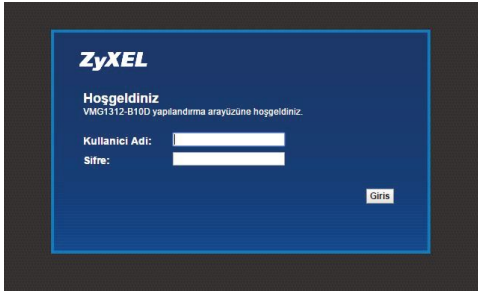 ZyXEL
Hoşgeldiniz
VMG1312-B10D yapılandırma arayüzüne hoşgeldiniz.
Kullanici Adi:
Sifre:
Giris